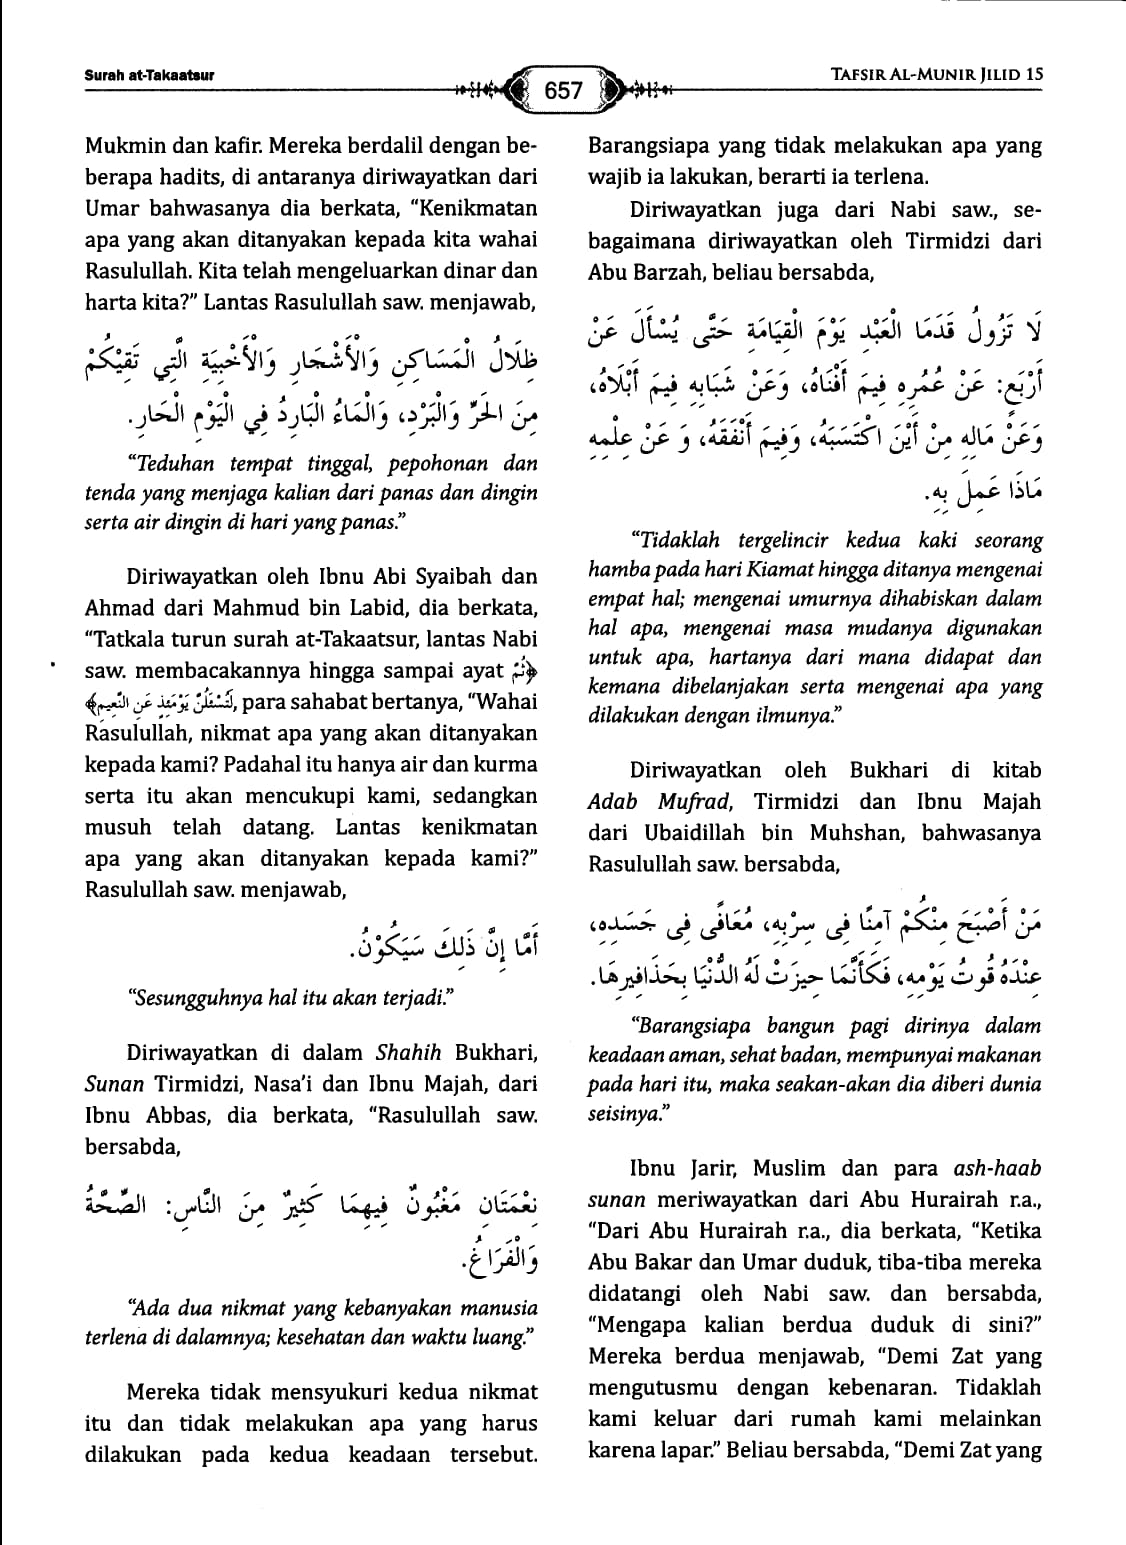 Surah at-Takaatsur
657
TAFSIR AL-MUNIR JILID 15
Mukmin dan kafir. Mereka berdalil dengan be-
berapa hadits, di antaranya diriwayatkan dari
Umar bahwasanya dia berkata, “Kenikmatan
apa yang akan ditanyakan kepada kita wahai
Rasulullah. Kita telah mengeluarkan dinar dan
harta kita?” Lantas Rasulullah saw. menjawab,
ظِلَالُ الْمَسَاكِنِ وَالْأَشْجَارِ وَالْأَخْبِيَةِ الَّتِي تَقِيْكُمْ
مِنَ الْحَرِّ وَالْبَرْدِ، وَالْمَاءُ الْبَارِدُ فِي الْيَوْمِ الْحَارِ.
“Teduhan tempat tinggal, pepohonan dan
tenda yang menjaga kalian dari panas dan dingin
serta air dingin di hari yang panas.”
Diriwayatkan oleh Ibnu Abi Syaibah dan
Ahmad dari Mahmud bin Labid, dia berkata,
“Tatkala turun surah at-Takaatsur, lantas Nabi
saw. membacakannya hingga sampai ayat ﴿ثُمَّ
لَتُسْئَلُنَّ يَوْمَئِذٍ عَنِ النَّعِيمِ﴾, para sahabat bertanya, “Wahai
Rasulullah, nikmat apa yang akan ditanyakan
kepada kami? Padahal itu hanya air dan kurma
serta itu akan mencukupi kami, sedangkan
musuh telah datang. Lantas kenikmatan
apa yang akan ditanyakan kepada kami?”
Rasulullah saw. menjawab,
أَمَّا إِنَّ ذَلِكَ سَيَكُوْنُ.
“Sesungguhnya hal itu akan terjadi.”
Diriwayatkan di dalam Shahih Bukhari,
Sunan Tirmidzi, Nasa’i dan Ibnu Majah, dari
Ibnu Abbas, dia berkata, “Rasulullah saw.
bersabda,
نِعْمَتَانِ مَغْبُونٌ فِيهِمَا كَثِيرٌ مِنَ النَّاسِ: الصِّحَّةُ
وَالْفَرَاغُ.
“Ada dua nikmat yang kebanyakan manusia
terlena di dalamnya; kesehatan dan waktu luang.”
Mereka tidak mensyukuri kedua nikmat
itu dan tidak melakukan apa yang harus
dilakukan pada kedua keadaan tersebut.
Barangsiapa yang tidak melakukan apa yang
wajib ia lakukan, berarti ia terlena.
Diriwayatkan juga dari Nabi saw., se-
bagaimana diriwayatkan oleh Tirmidzi dari
Abu Barzah, beliau bersabda,
لَا تَزُولُ قَدَمَا الْعَبْدِ يَوْمَ الْقِيَامَةِ حَتَّى يُسْأَلَ عَنْ
أَرْبَعٍ: عَنْ عُمُرِهِ فِيمَ أَفْنَاهُ، وَعَنْ شَبَابِهِ فِيمَ أَبْلَاهُ،
وَعَنْ مَالِهِ مِنْ أَيْنَ اكْتَسَبَهُ، وَفِيمَ أَنْفَقَهُ، وَ عَنْ عِلِمِهِ
مَاذَا عَمِلَ بِهِ.
“Tidaklah tergelincir kedua kaki seorang
hamba pada hari Kiamat hingga ditanya mengenai
empat hal; mengenai umurnya dihabiskan dalam
hal apa, mengenai masa mudanya digunakan
untuk apa, hartanya dari mana didapat dan
kemana dibelanjakan serta mengenai apa yang
dilakukan dengan ilmunya.”
Diriwayatkan oleh Bukhari di kitab
Adab Mufrad, Tirmidzi dan Ibnu Majah
dari Ubaidillah bin Muhshan, bahwasanya
Rasulullah saw. bersabda,
مَنْ أَصْبَحَ مِنْكُمْ آمِنًا فِى سِرْبِهِ، مُعَافًى فِى جَسَدِهِ،
عِنْدَهُ قُوتُ يَوْمِهِ، فَكَأَنَّمَا حِيزَتْ لَهُ الدُّنْيَا بِحَذَافِيرِهَا.
“Barangsiapa bangun pagi dirinya dalam
keadaan aman, sehat badan, mempunyai makanan
pada hari itu, maka seakan-akan dia diberi dunia
seisinya.”
Ibnu Jarir, Muslim dan para ash-haab
sunan meriwayatkan dari Abu Hurairah r.a.,
“Dari Abu Hurairah r.a., dia berkata, “Ketika
Abu Bakar dan Umar duduk, tiba-tiba mereka
didatangi oleh Nabi saw. dan bersabda,
“Mengapa kalian berdua duduk di sini?”
Mereka berdua menjawab, “Demi Zat yang
mengutusmu dengan kebenaran. Tidaklah
kami keluar dari rumah kami melainkan
karena lapar.” Beliau bersabda, “Demi Zat yang